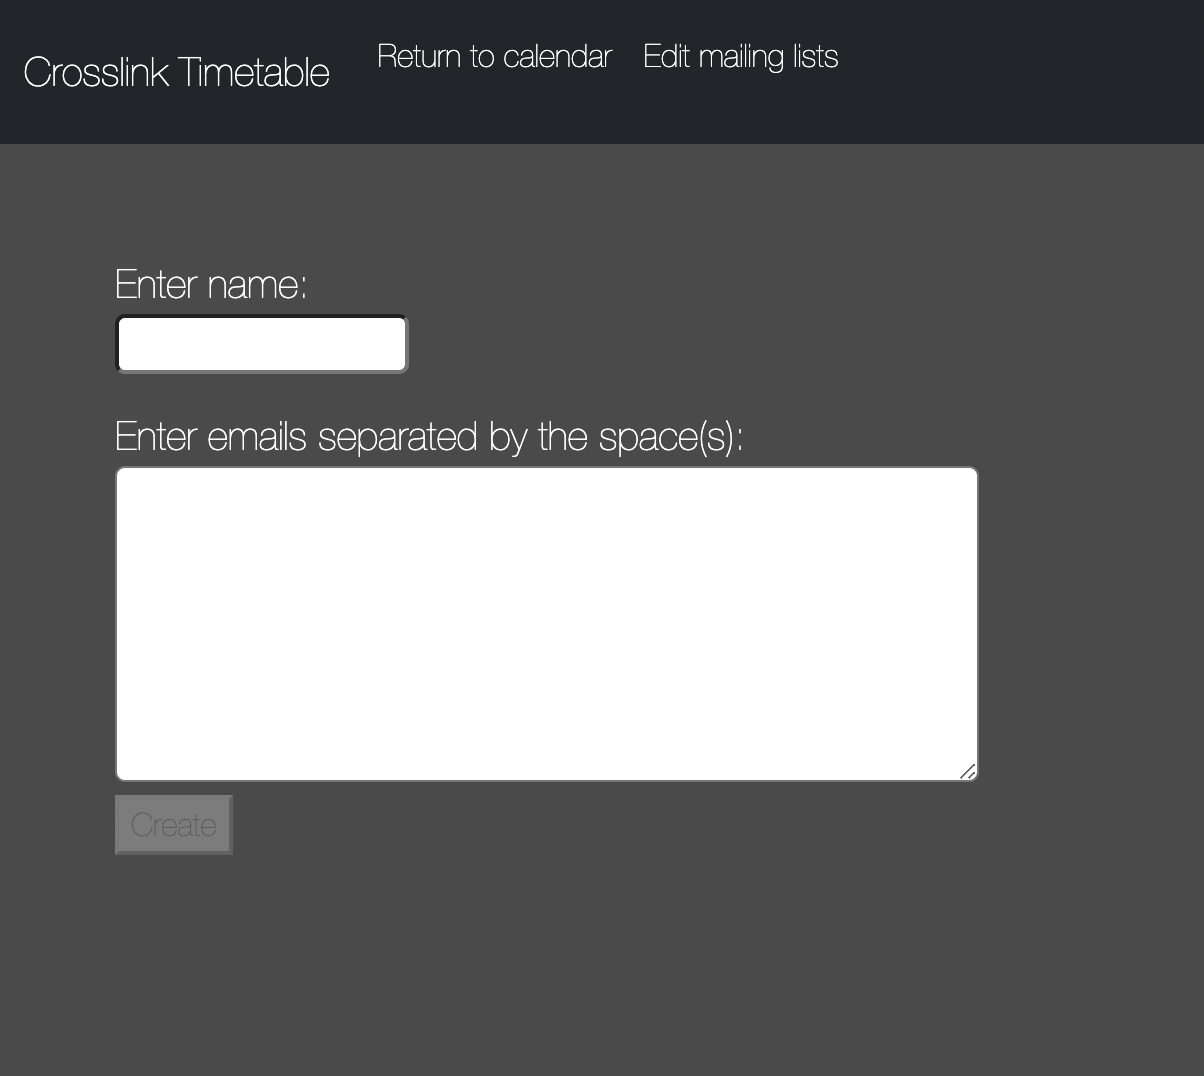 Crosslink Timetable
Return to calendar
Edit mailing lists
Enter name:
Enter emails separated by the space(s):
Create